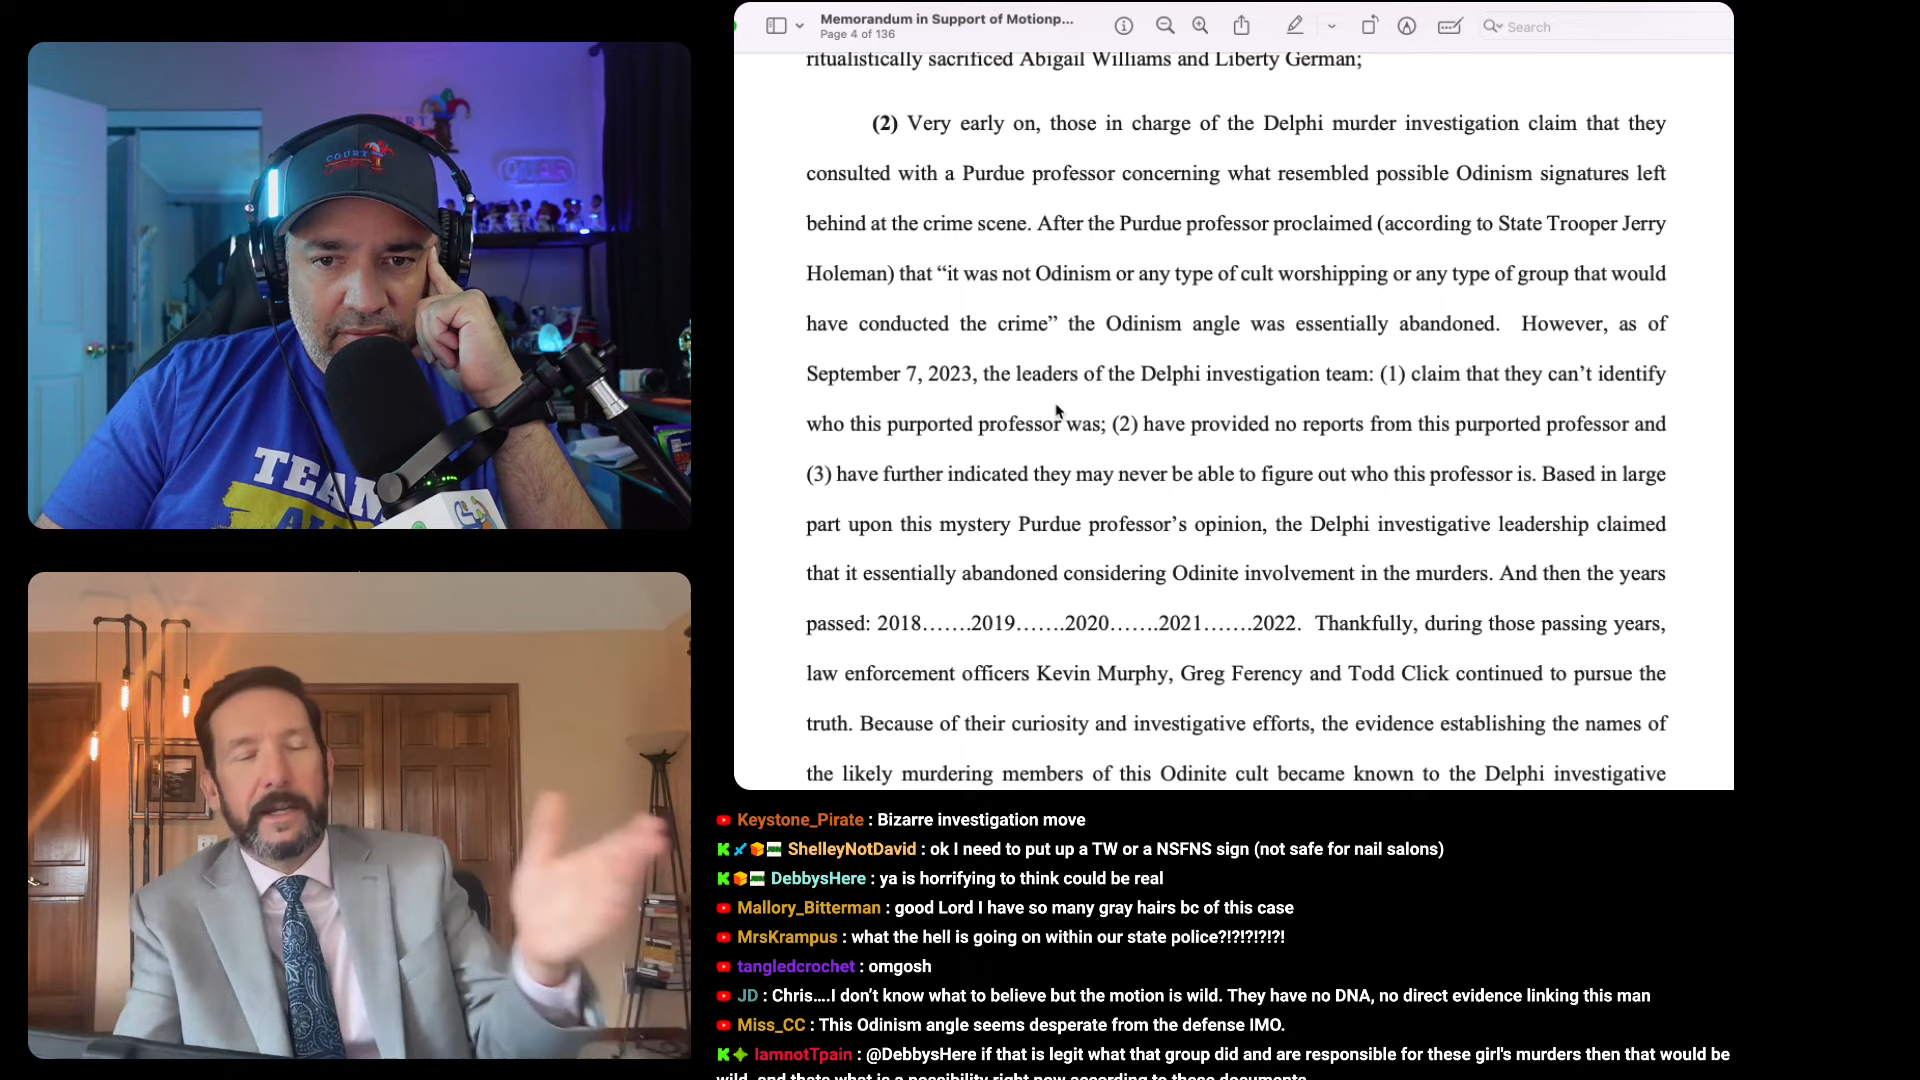 Memorandum in Support of Motionp...
Page 4 of 136
Search
COURT
TEAM
ritualistically sacrificed Abigail Williams and Liberty German;
(2) Very early on, those in charge of the Delphi murder investigation claim that they
consulted with a Purdue professor concerning what resembled possible Odinism signatures left
behind at the crime scene. After the Purdue professor proclaimed (according to State Trooper Jerry
Holeman) that “it was not Odinism or any type of cult worshipping or any type of group that would
have conducted the crime” the Odinism angle was essentially abandoned. However, as of
September 7, 2023, the leaders of the Delphi investigation team: (1) claim that they can’t identify
who this purported professor was; (2) have provided no reports from this purported professor and
(3) have further indicated they may never be able to figure out who this professor is. Based in large
part upon this mystery Purdue professor’s opinion, the Delphi investigative leadership claimed
that it essentially abandoned considering Odinite involvement in the murders. And then the years
passed: 2018…….2019…….2020…….2021…….2022. Thankfully, during those passing years,
law enforcement officers Kevin Murphy, Greg Ferency and Todd Click continued to pursue the
truth. Because of their curiosity and investigative efforts, the evidence establishing the names of
the likely murdering members of this Odinite cult became known to the Delphi investigative
Keystone_Pirate : Bizarre investigation move
ShelleyNotDavid : ok I need to put up a TW or a NSFNS sign (not safe for nail salons)
DebbysHere : ya is horrifying to think could be real
Mallory_Bitterman : good Lord I have so many gray hairs bc of this case
MrsKrampus : what the hell is going on within our state police?!?!?!?!?!
tangledcrochet : omgosh
JD : Chris....I don’t know what to believe but the motion is wild. They have no DNA, no direct evidence linking this man
Miss_CC : This Odinism angle seems desperate from the defense IMO.
IamnotTpain : @DebbysHere if that is legit what that group did and are responsible for these girl's murders then that would be
wild, and thats what is a possibility right now according to these documents